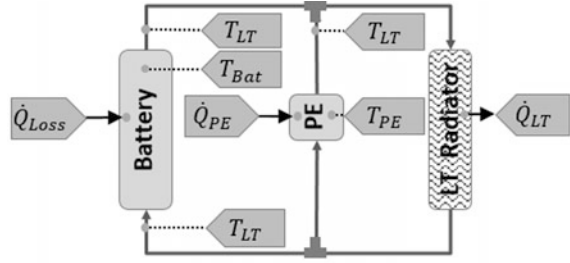 T_LT
T_LT
T_Bat
Battery
Q̇_Loss
Q̇_PE
PE
T_PE
LT Radiator
Q̇_LT
T_LT